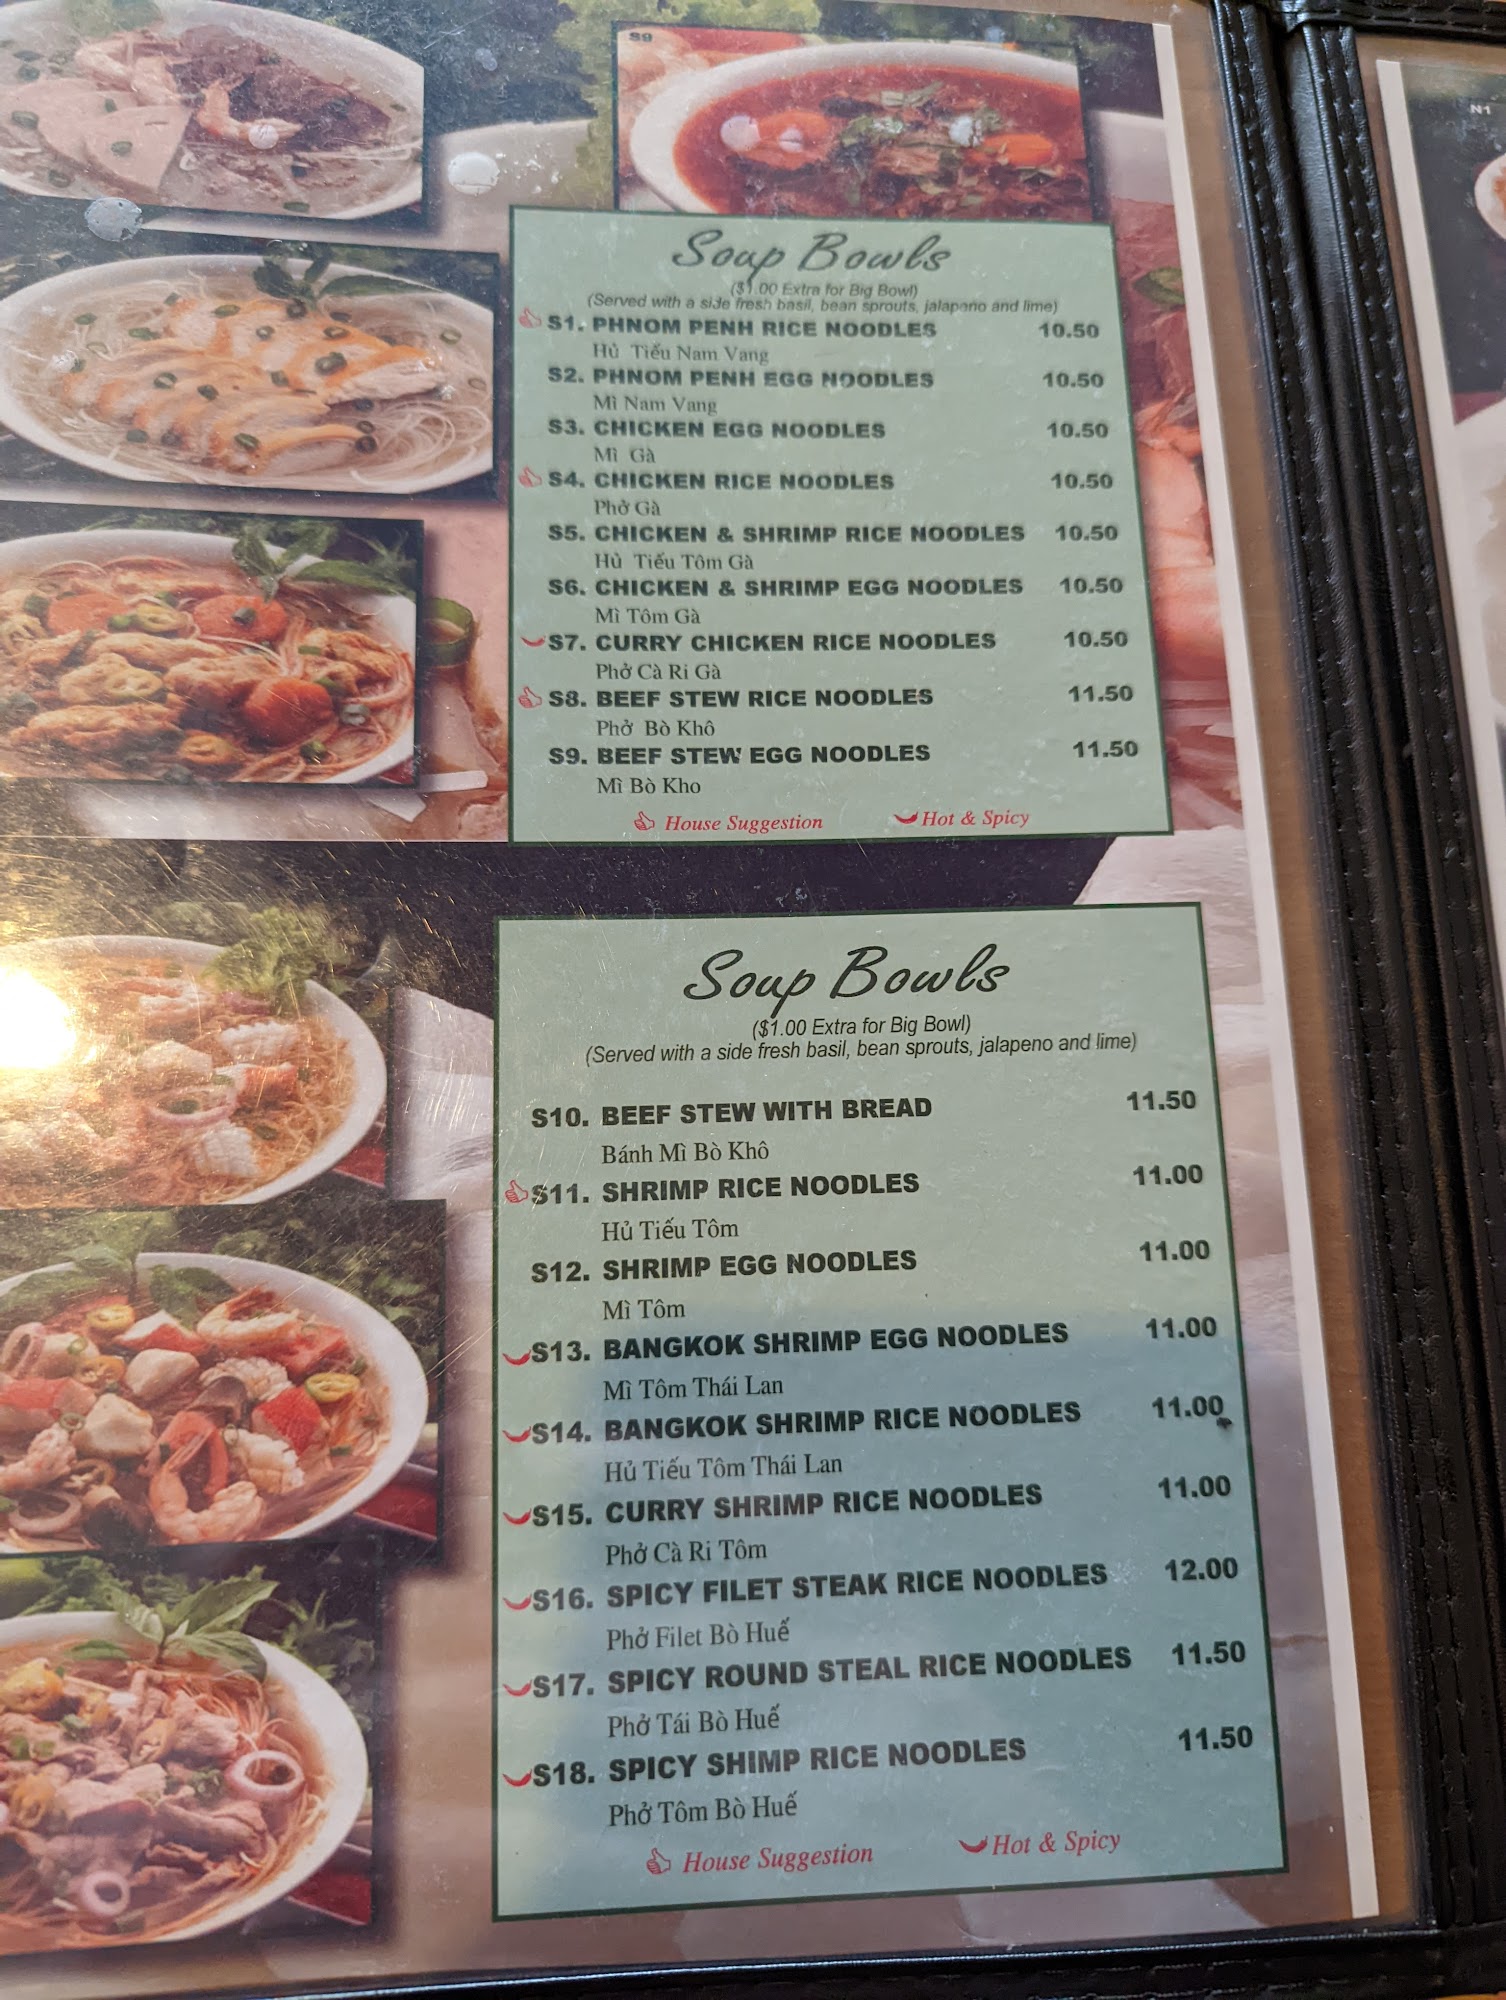 S9
N1
Soup Bowls
($1.00 Extra for Big Bowl)
(Served with a side fresh basil, bean sprouts, jalapeno and lime)
S1. PHNOM PENH RICE NOODLES 10.50
Hủ Tiếu Nam Vang
S2. PHNOM PENH EGG NOODLES 10.50
Mì Nam Vang
S3. CHICKEN EGG NOODLES 10.50
Mì Gà
S4. CHICKEN RICE NOODLES 10.50
Phở Gà
S5. CHICKEN & SHRIMP RICE NOODLES 10.50
Hủ Tiếu Tôm Gà
S6. CHICKEN & SHRIMP EGG NOODLES 10.50
Mì Tôm Gà
S7. CURRY CHICKEN RICE NOODLES 10.50
Phở Cà Ri Gà
S8. BEEF STEW RICE NOODLES 11.50
Phở Bò Khô
S9. BEEF STEW EGG NOODLES 11.50
Mì Bò Kho
House Suggestion Hot & Spicy
Soup Bowls
($1.00 Extra for Big Bowl)
(Served with a side fresh basil, bean sprouts, jalapeno and lime)
S10. BEEF STEW WITH BREAD 11.50
Bánh Mì Bò Khô
S11. SHRIMP RICE NOODLES 11.00
Hủ Tiếu Tôm
S12. SHRIMP EGG NOODLES 11.00
Mì Tôm
S13. BANGKOK SHRIMP EGG NOODLES 11.00
Mì Tôm Thái Lan
S14. BANGKOK SHRIMP RICE NOODLES 11.00
Hủ Tiếu Tôm Thái Lan
S15. CURRY SHRIMP RICE NOODLES 11.00
Phở Cà Ri Tôm
S16. SPICY FILET STEAK RICE NOODLES 12.00
Phở Filet Bò Huế
S17. SPICY ROUND STEAL RICE NOODLES 11.50
Phở Tái Bò Huế
S18. SPICY SHIMP RICE NOODLES 11.50
Phở Tôm Bò Huế
House Suggestion Hot & Spicy